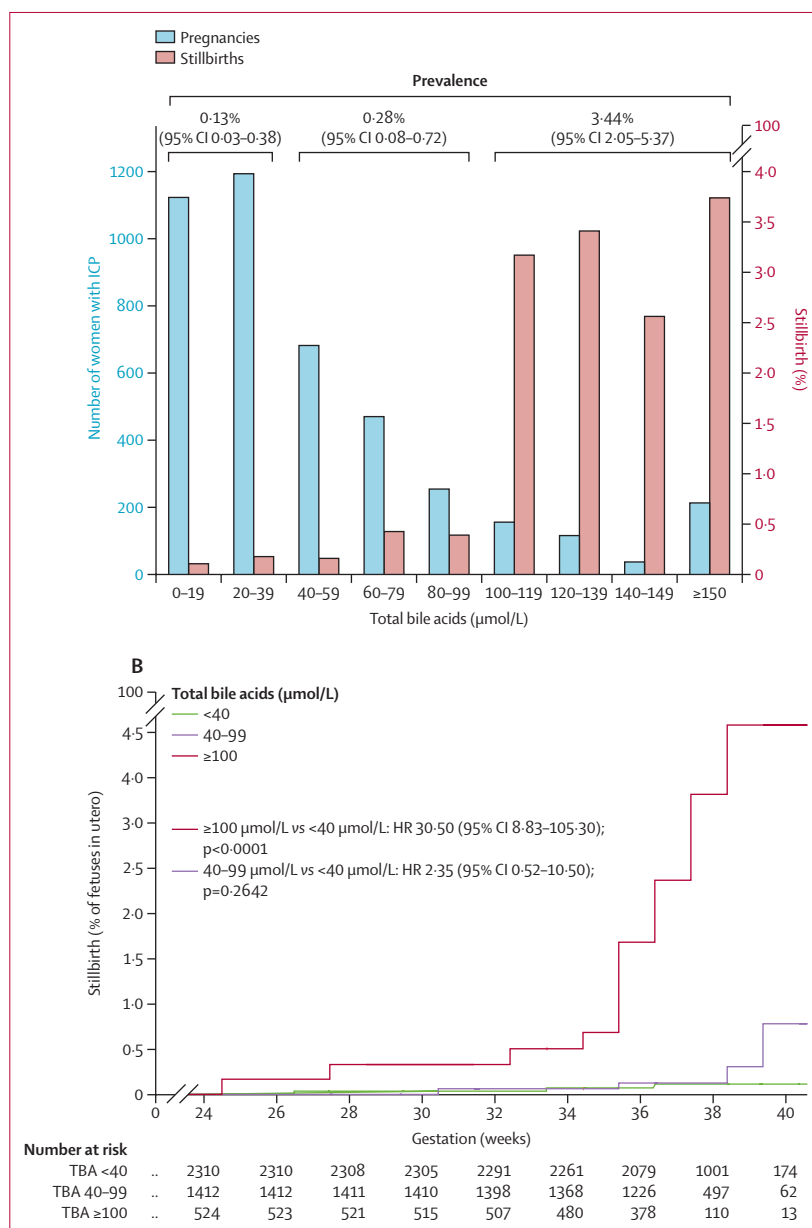 Pregnancies
Stillbirths
Prevalence
0·13%
(95% CI 0·03–0·38)
0·28%
(95% CI 0·08–0·72)
3·44%
(95% CI 2·05–5·37)
Number of women with ICP
1200
1000
800
600
400
200
0
100
4·0
3·5
3·0
2·5
2·0
1·5
1·0
0·5
0
Stillbirth (%)
0–19 20–39 40–59 60–79 80–99 100–119 120–139 140–149 ≥150
Total bile acids (µmol/L)
B
Total bile acids (µmol/L)
<40
40–99
≥100
≥100 µmol/L vs <40 µmol/L: HR 30·50 (95% CI 8·83–105·30);
p<0·0001
40–99 µmol/L vs <40 µmol/L: HR 2·35 (95% CI 0·52–10·50);
p=0·2642
Stillbirth (% of fetuses in utero)
100
4·5
4·0
3·0
2·5
2·0
1·5
1·0
0·5
0
0 24 26 28 30 32 34 36 38 40
Gestation (weeks)
Number at risk
TBA <40 .. 2310 2310 2308 2305 2291 2261 2079 1001 174
TBA 40–99 .. 1412 1412 1411 1410 1398 1368 1226 497 62
TBA ≥100 .. 524 523 521 515 507 480 378 110 13